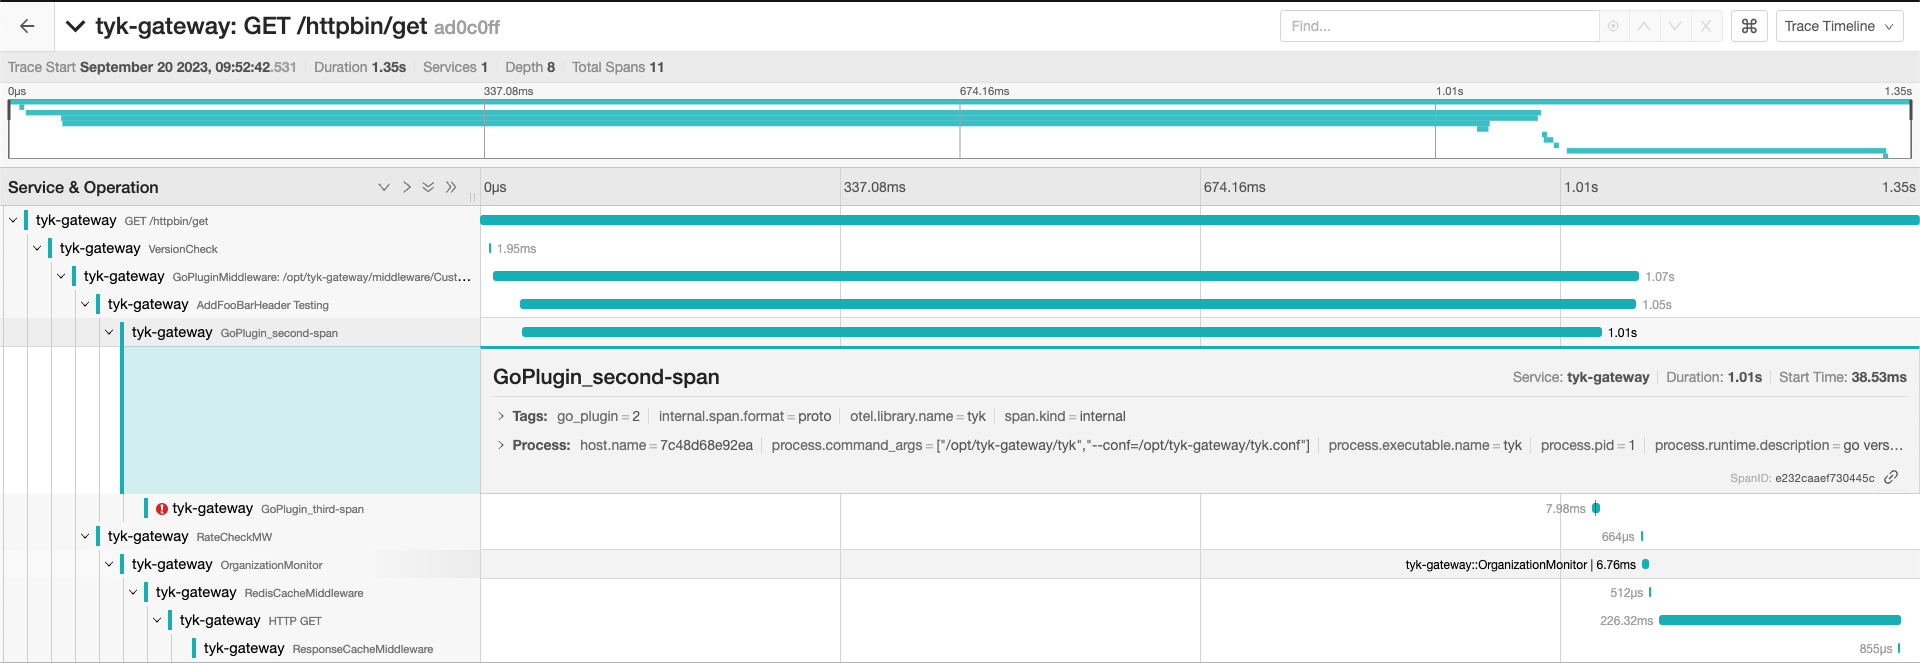 tyk-gateway: GET /httpbin/get ad0c0ff
Find...
Trace Timeline
Trace Start September 20 2023, 09:52:42.531 Duration 1.35s Services 1 Depth 8 Total Spans 11
0μs 337.08ms 674.16ms 1.01s 1.35s
Service & Operation 0μs 337.08ms 674.16ms 1.01s 1.35s
tyk-gateway GET /httpbin/get
tyk-gateway VersionCheck 1.95ms
tyk-gateway GoPluginMiddleware: /opt/tyk-gateway/middleware/Cust... 1.07s
tyk-gateway AddFooBarHeader Testing 1.05s
tyk-gateway GoPlugin_second-span 1.01s
GoPlugin_second-span Service: tyk-gateway Duration: 1.01s Start Time: 38.53ms
Tags: go_plugin = 2 internal.span.format = proto otel.library.name = tyk span.kind = internal
Process: host.name = 7c48d68e92ea process.command_args = ["/opt/tyk-gateway/tyk","--conf=/opt/tyk-gateway/tyk.conf"] process.executable.name = tyk process.pid = 1 process.runtime.description = go vers...
SpanID: e232caaef730445c
tyk-gateway GoPlugin_third-span 7.98ms
tyk-gateway RateCheckMW 664μs
tyk-gateway OrganizationMonitor tyk-gateway::OrganizationMonitor | 6.76ms
tyk-gateway RedisCacheMiddleware 512μs
tyk-gateway HTTP GET 226.32ms
tyk-gateway ResponseCacheMiddleware 855μs